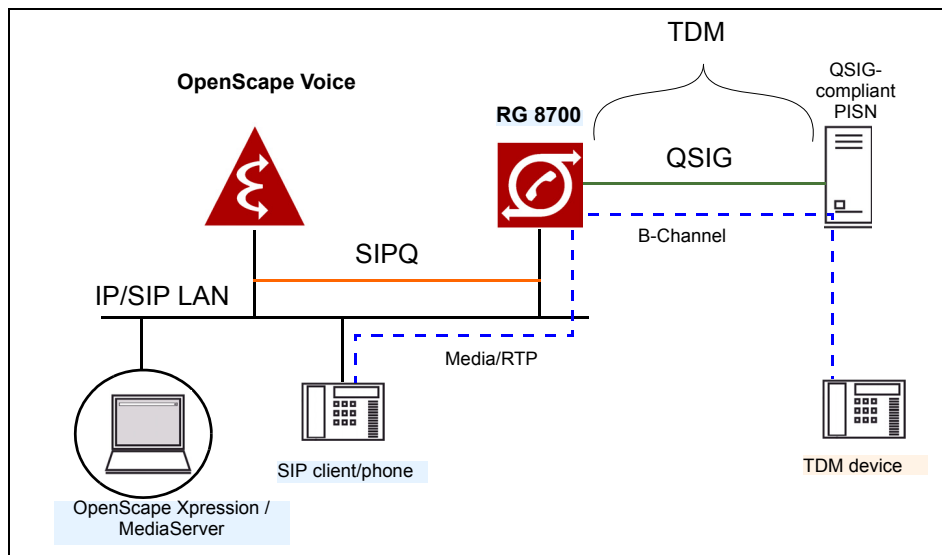 TDM
OpenScape Voice
QSIG-
compliant
PISN
RG 8700
QSIG
B-Channel
SIPQ
IP/SIP LAN
Media/RTP
SIP client/phone
TDM device
OpenScape Xpression /
MediaServer